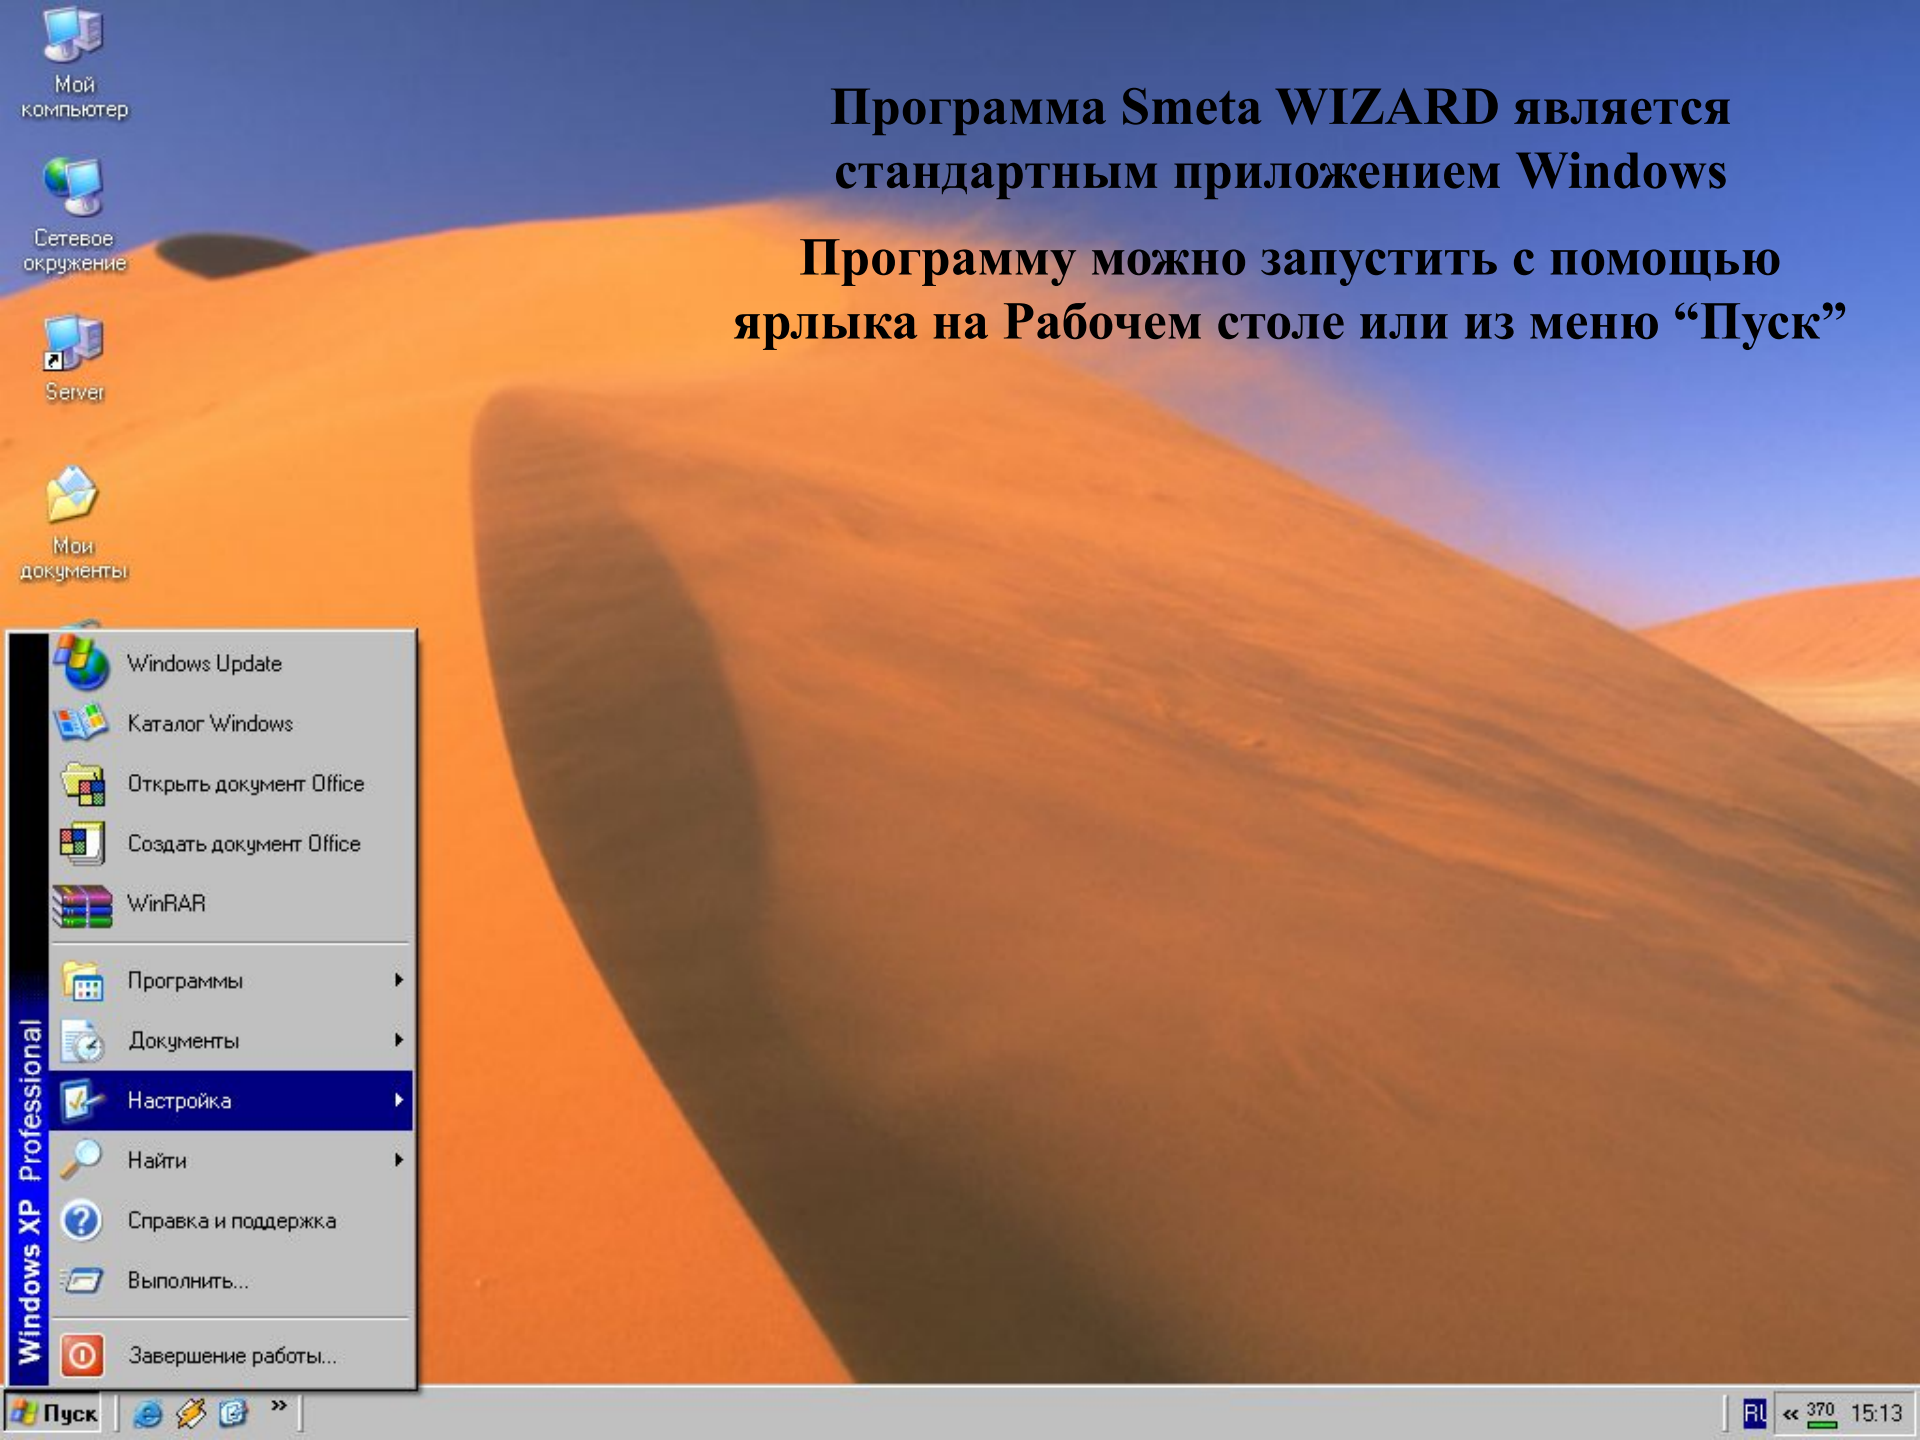 Мой
компьютер
Сетевое
окружение
Server
Мои
документы
Программа Smeta WIZARD является
стандартным приложением Windows
Программу можно запустить с помощью
ярлыка на Рабочем столе или из меню “Пуск”
Windows Update
Каталог Windows
Открыть документ Office
Создать документ Office
WinRAR
Программы
Документы
Настройка
Найти
Справка и поддержка
Выполнить...
Завершение работы...
Windows XP Professional
Пуск
»
RU
« 370 15:13